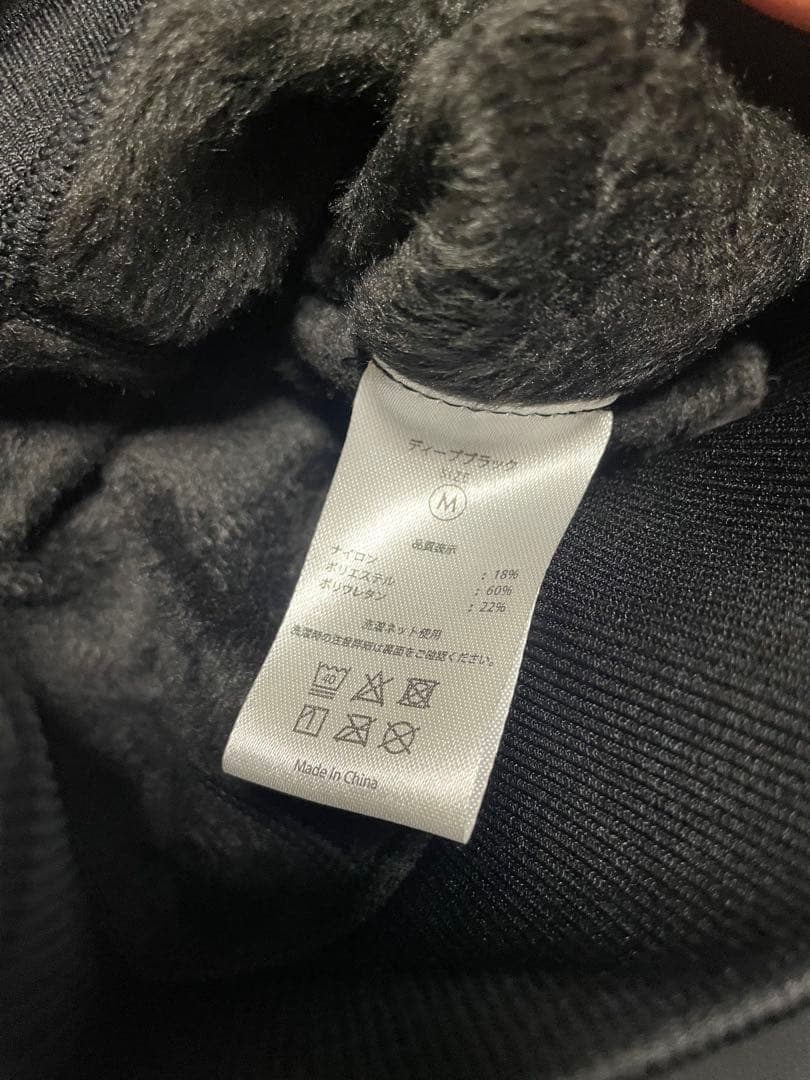 ディープブラック
SIZE
M
品質表示
ナイロン : 18%
ポリエステル : 60%
ポリウレタン : 22%
洗濯ネット使用
洗濯時の注意詳細は裏面をご確認ください。
40
Made In China